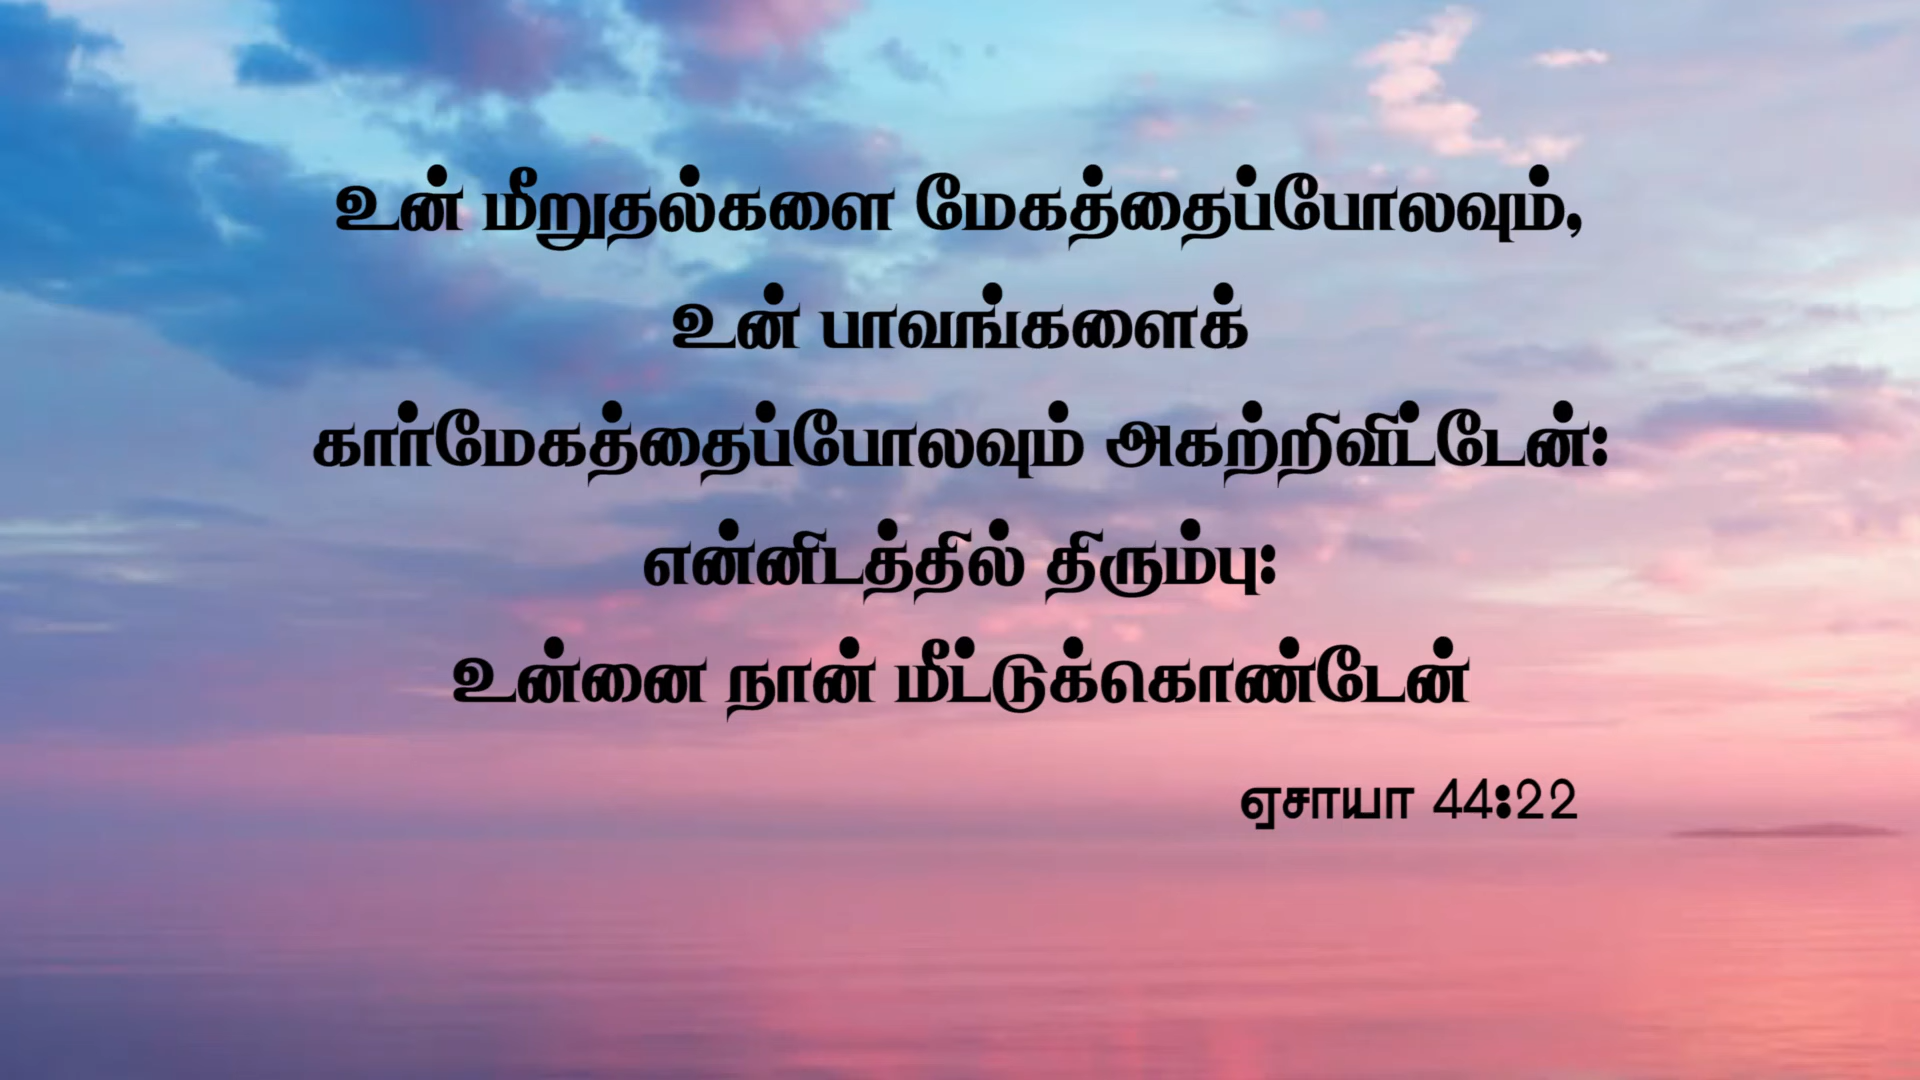 உன் மீறுதல்களை மேகத்தைப்போலவும்,
உன் பாவங்களைக்
கார்மேகத்தைப்போலவும் அகற்றிவிட்டேன்:
என்னிடத்தில் திரும்பு:
உன்னை நான் மீட்டுக்கொண்டேன்
ஏசாயா 44:22